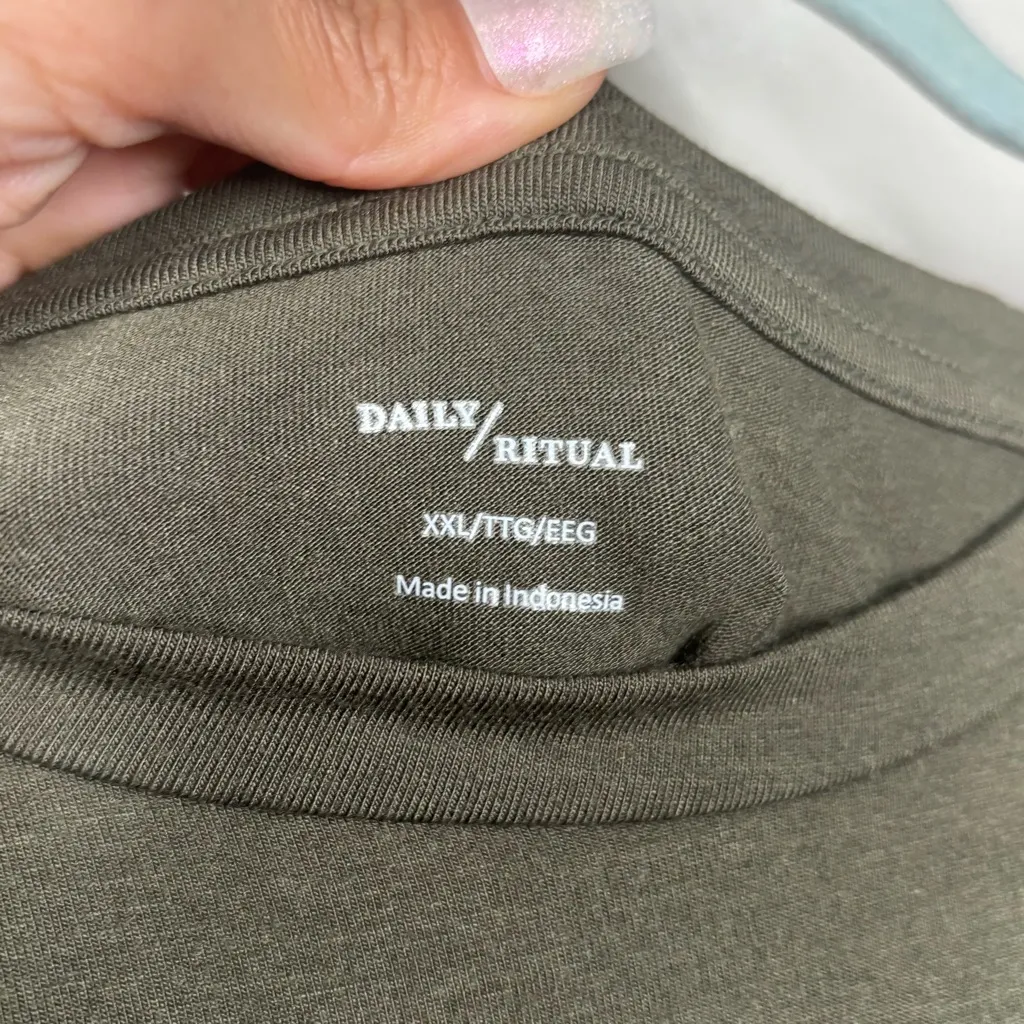 DAILY/RITUAL
XXL/TTG/EEG
Made in Indonesia